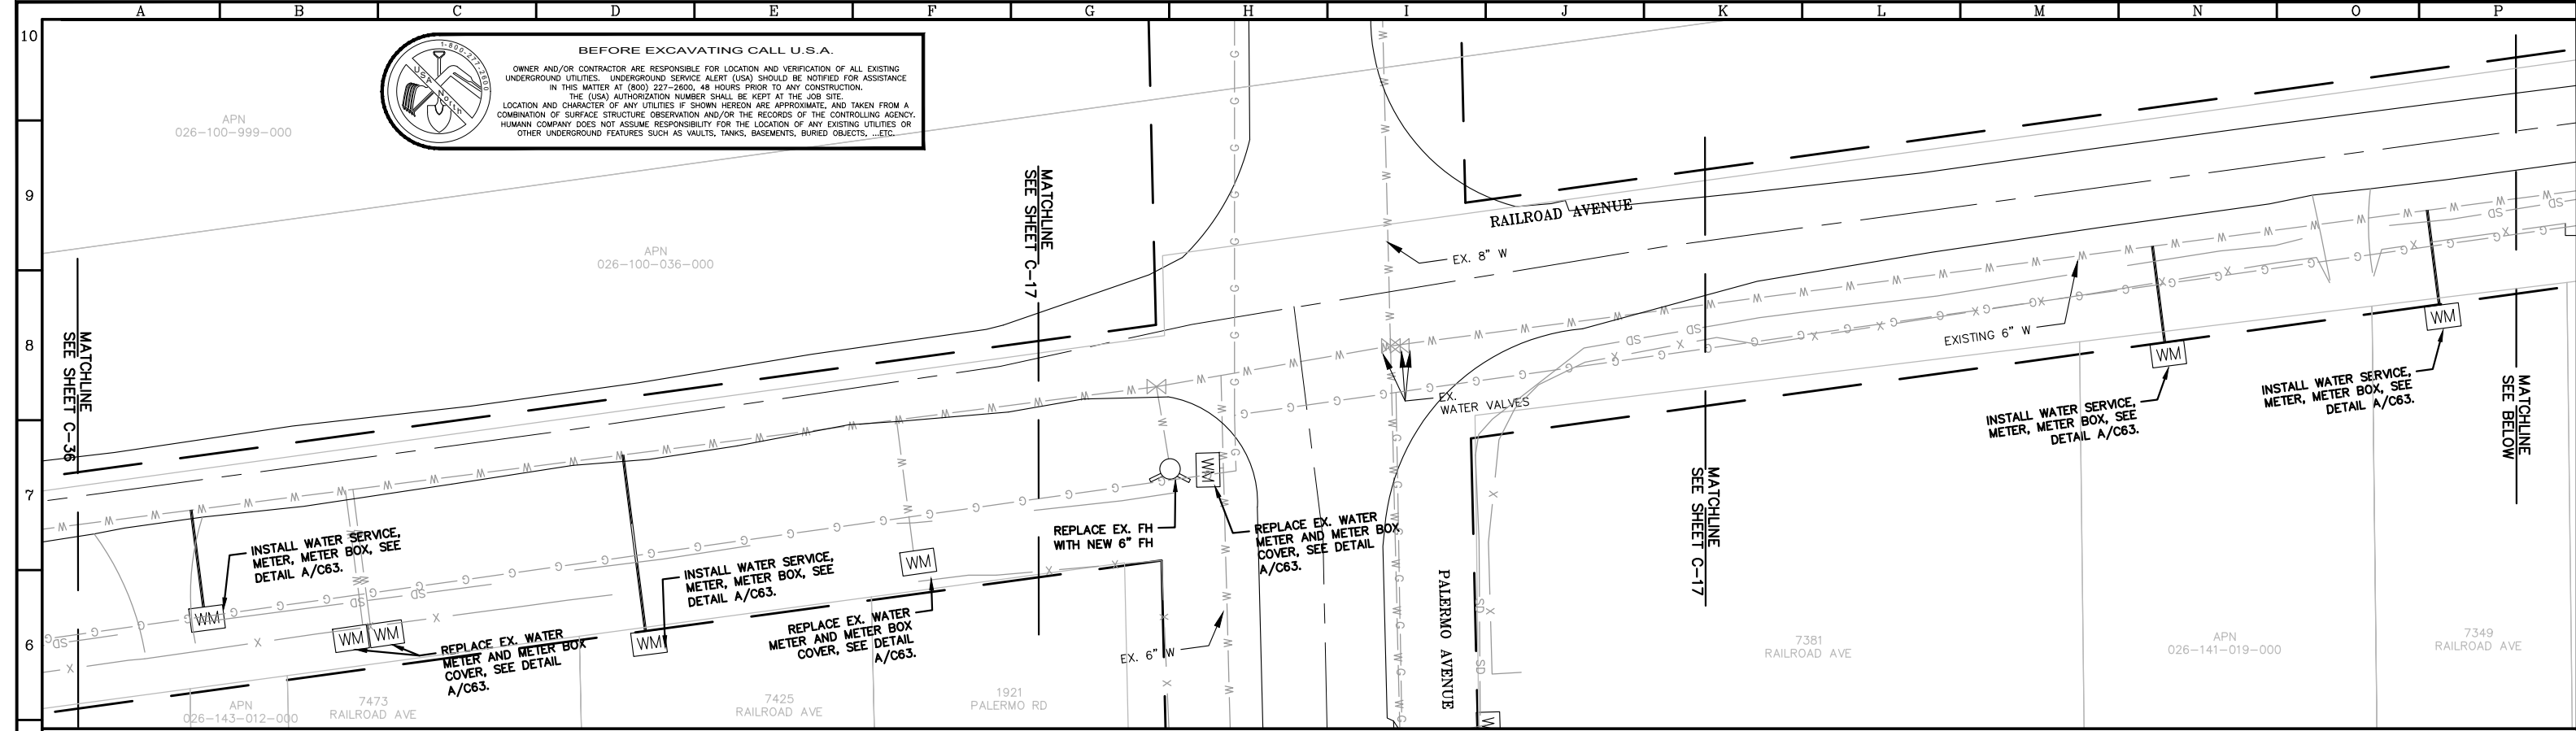 A B C D E F G H I J K L M N O P
10
9
8
7
6
BEFORE EXCAVATING CALL U.S.A.
OWNER AND/OR CONTRACTOR ARE RESPONSIBLE FOR LOCATION AND VERIFICATION OF ALL EXISTING
UNDERGROUND UTILITIES. UNDERGROUND SERVICE ALERT (USA) SHOULD BE NOTIFIED FOR ASSISTANCE
IN THIS MATTER AT (800) 227-2600, 48 HOURS PRIOR TO ANY CONSTRUCTION.
THE (USA) AUTHORIZATION NUMBER SHALL BE KEPT AT THE JOB SITE.
LOCATION AND CHARACTER OF ANY UTILITIES IF SHOWN HEREON ARE APPROXIMATE, AND TAKEN FROM A
COMBINATION OF SURFACE STRUCTURE OBSERVATION AND/OR THE RECORDS OF THE CONTROLLING AGENCY.
HUMANN COMPANY DOES NOT ASSUME RESPONSIBILITY FOR THE LOCATION OF ANY EXISTING UTILITIES OR
OTHER UNDERGROUND FEATURES SUCH AS VAULTS, TANKS, BASEMENTS, BURIED OBJECTS, ...ETC.
1-800-277-2600
USA
North
APN
026-100-999-000
APN
026-100-036-000
MATCHLINE
SEE SHEET C-36
MATCHLINE
SEE SHEET C-17
RAILROAD AVENUE
EX. 8" W
EX.
WATER VALVES
EXISTING 6" W
MATCHLINE
SEE SHEET C-17
MATCHLINE
SEE BELOW
INSTALL WATER SERVICE,
METER, METER BOX, SEE
DETAIL A/C63.
WM
INSTALL WATER SERVICE,
METER, METER BOX, SEE
DETAIL A/C63.
WM
INSTALL WATER SERVICE,
METER, METER BOX, SEE
DETAIL A/C63.
WM
WM
WM
REPLACE EX. WATER
METER AND METER BOX
COVER, SEE DETAIL
A/C63.
INSTALL WATER SERVICE,
METER, METER BOX, SEE
DETAIL A/C63.
WM
WM
REPLACE EX. WATER
METER AND METER BOX
COVER, SEE DETAIL
A/C63.
REPLACE EX. FH
WITH NEW 6" FH
WM
REPLACE EX. WATER
METER AND METER BOX
COVER, SEE DETAIL
A/C63.
EX. 6" W
PALERMO AVENUE
APN
026-143-012-000
7473
RAILROAD AVE
7425
RAILROAD AVE
1921
PALERMO RD
7381
RAILROAD AVE
APN
026-141-019-000
7349
RAILROAD AVE